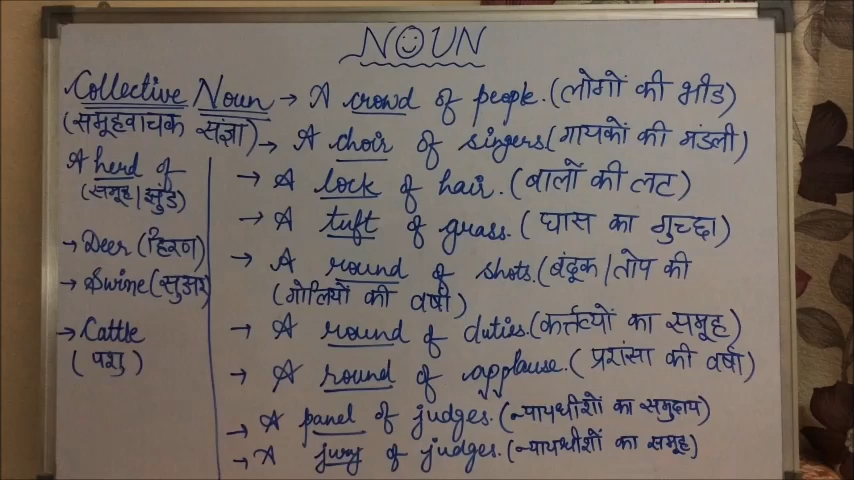 NOUN
Collective Noun → A crowd of people. (लोगों की भीड)
(समूहवाचक संज्ञा) → A choir of singers (गायकों की मंडली)
A herd of
(समूह/झुंड)
→ Deer (हिरण)
→ Swine (सुअर)
→ Cattle
(पशु)
→ A lock of hair. (बालों की लट)
→ A tuft of grass. (घास का गुच्छा)
→ A round of shots. (बंदूक/तोप की
(गोलियों की वर्षा)
→ A round of duties. (कर्त्तव्यों का समूह)
→ A round of applause. (प्रशंसा की वर्षा)
→ A panel of judges. (न्यायधीशों का समुदाय)
→ A jury of judges. (न्यायधीशों का समूह)